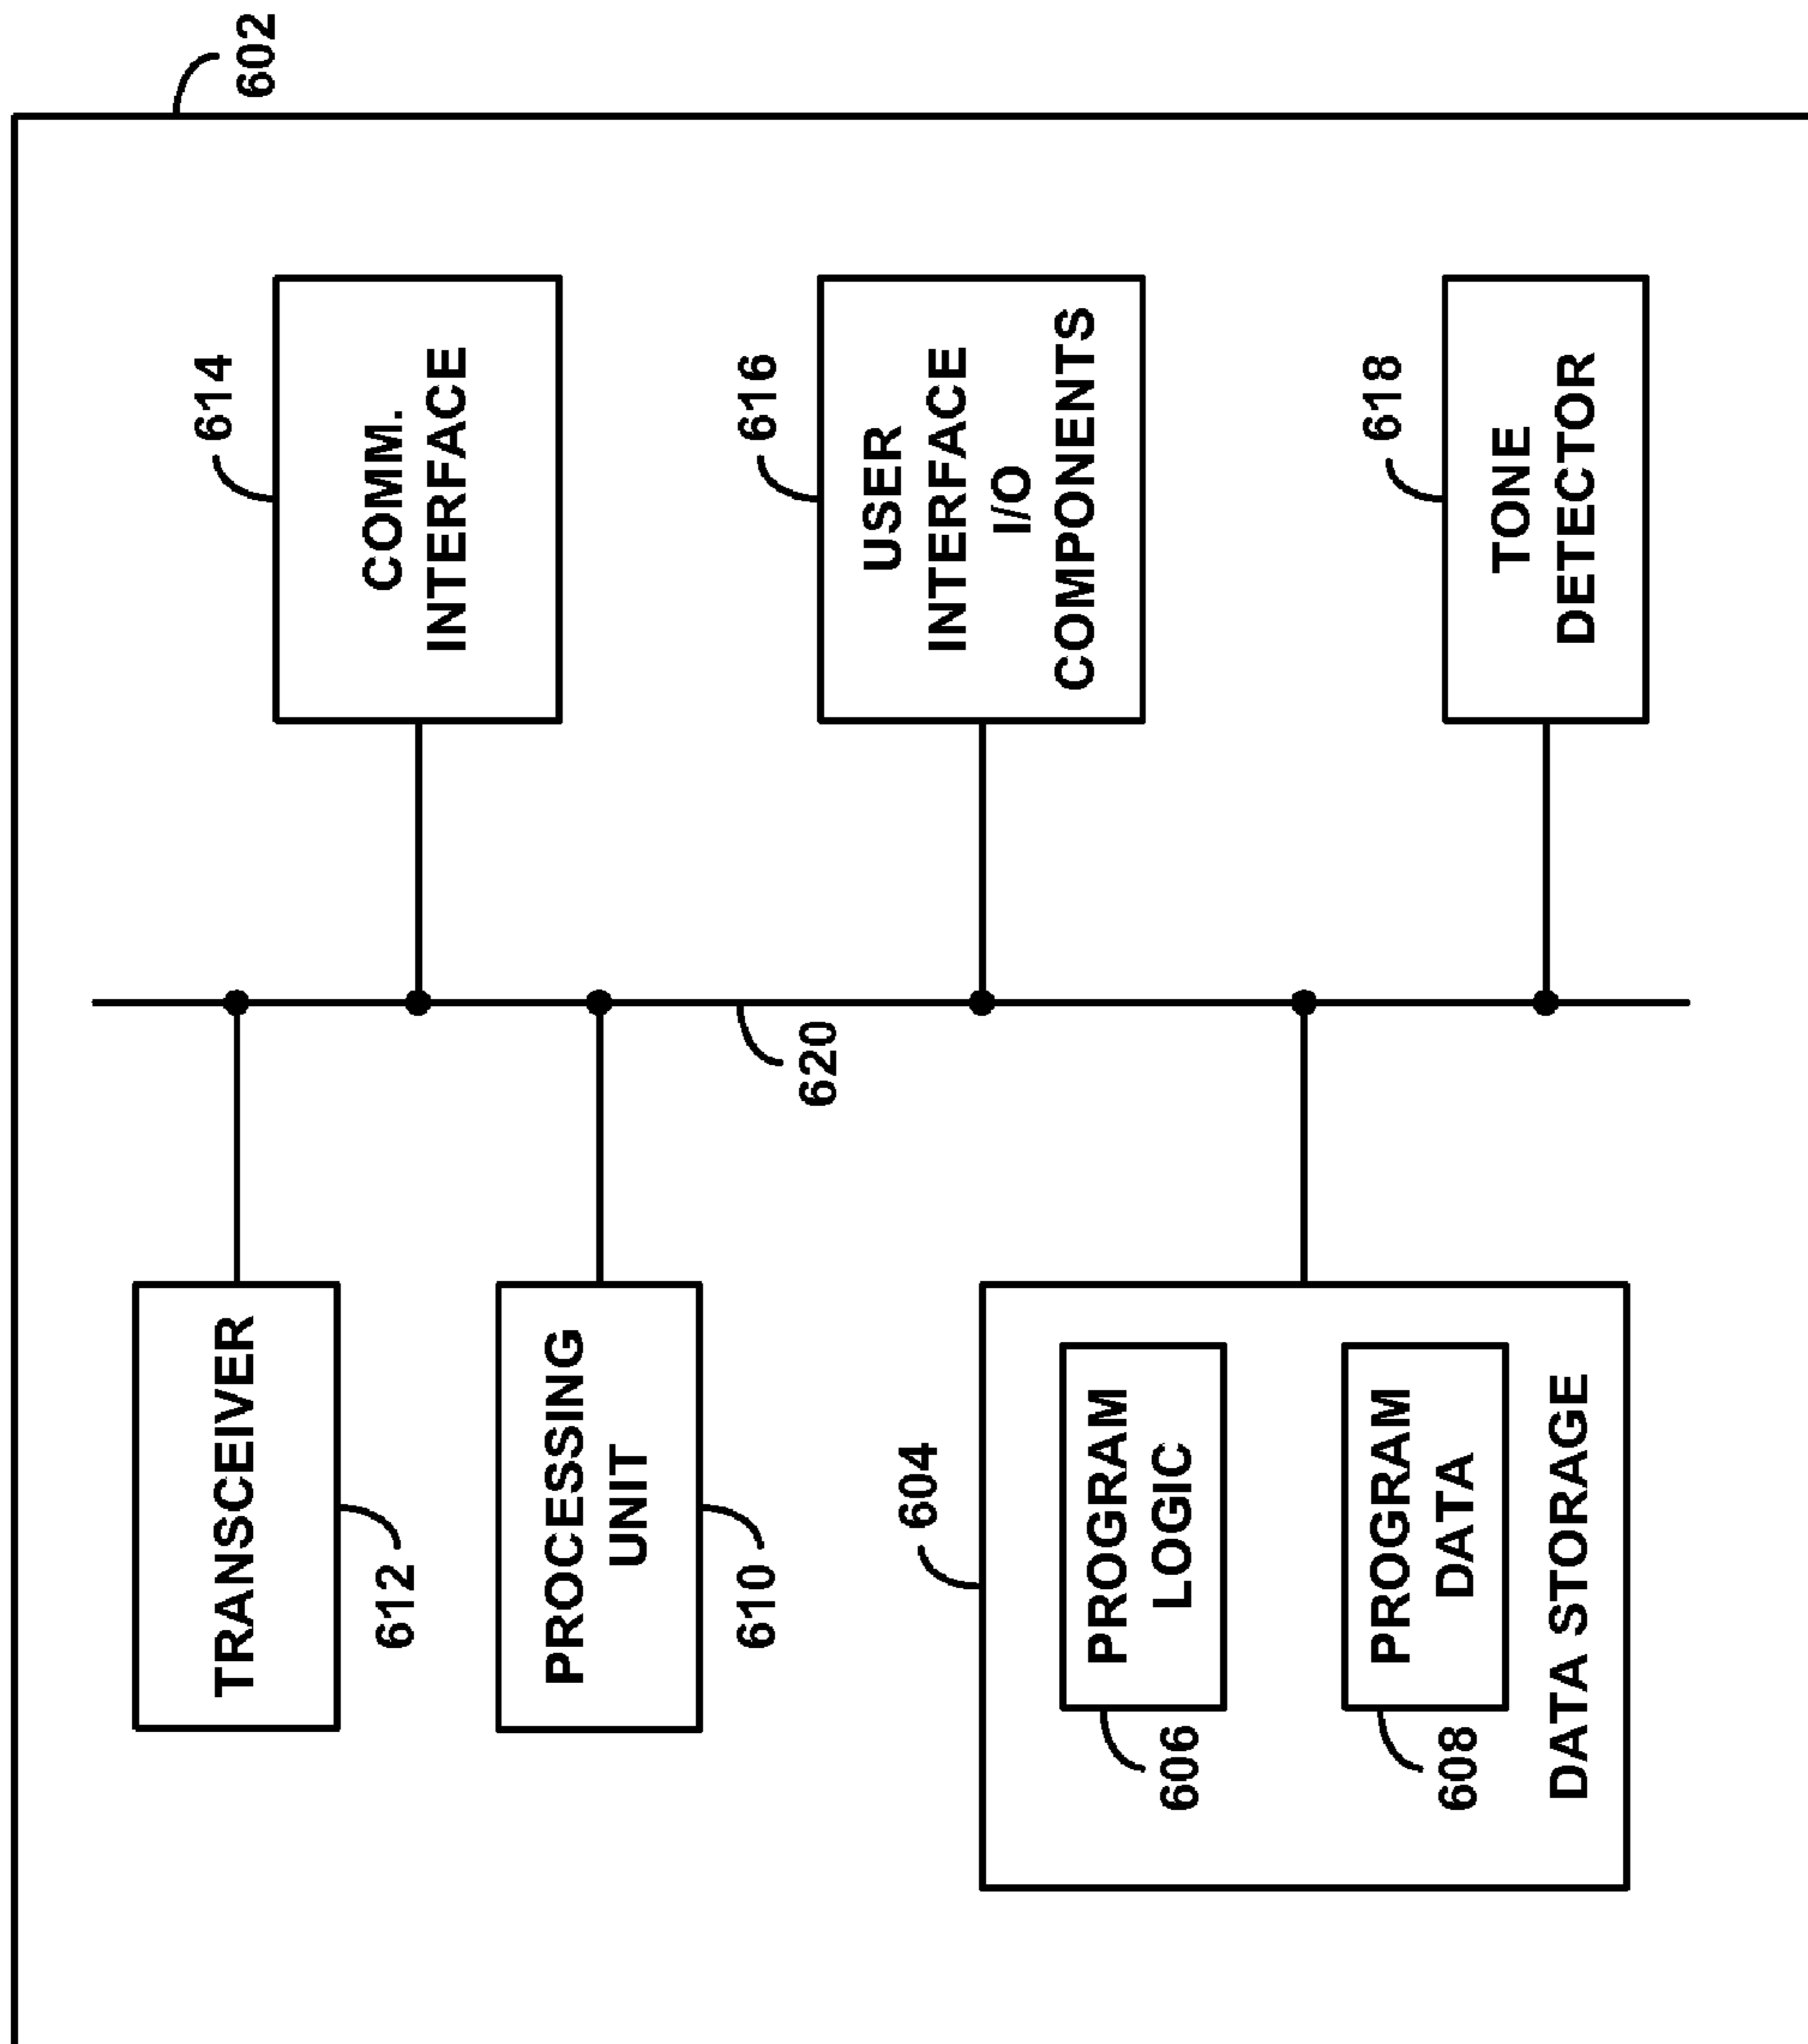 602
614
COMM.
INTERFACE
616
USER
INTERFACE
I/O
COMPONENTS
618
TONE
DETECTOR
620
TRANSCEIVER
612
PROCESSING
UNIT
610
604
PROGRAM
LOGIC
606
PROGRAM
DATA
608
DATA STORAGE